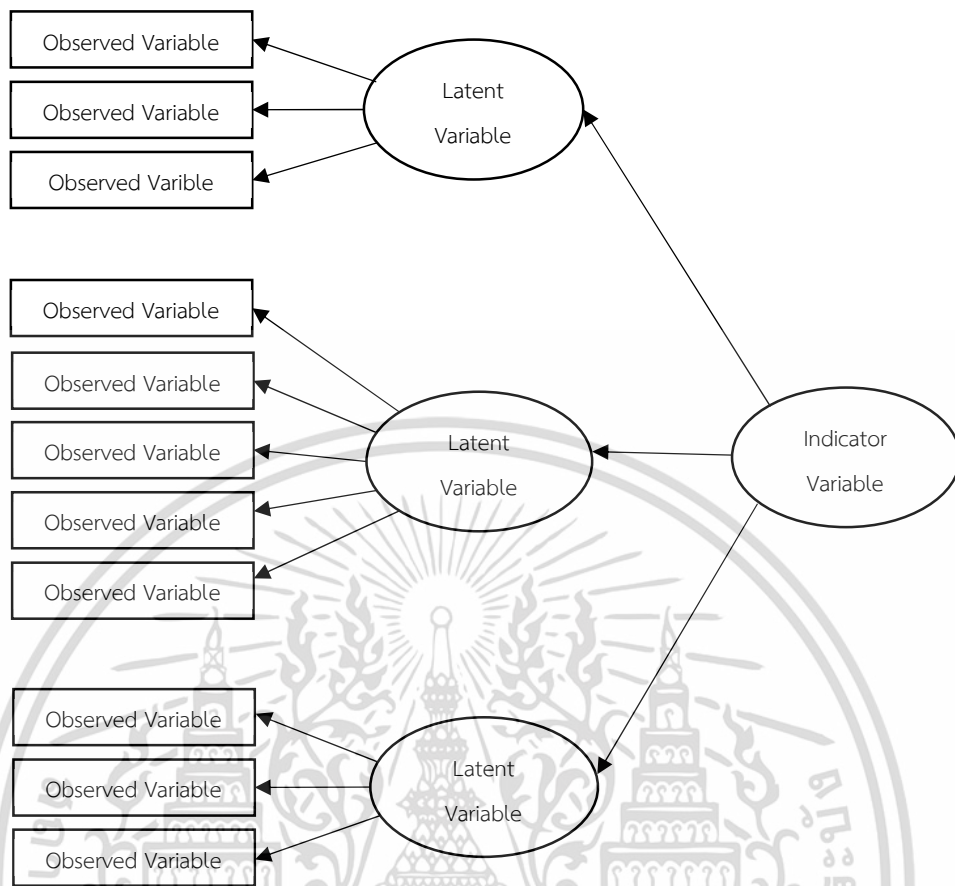 Observed Variable
Observed Variable
Observed Varible
Latent
Variable
Observed Variable
Observed Variable
Observed Variable
Observed Variable
Observed Variable
Latent
Variable
Indicator
Variable
Observed Variable
Observed Variable
Observed Variable
Latent
Variable